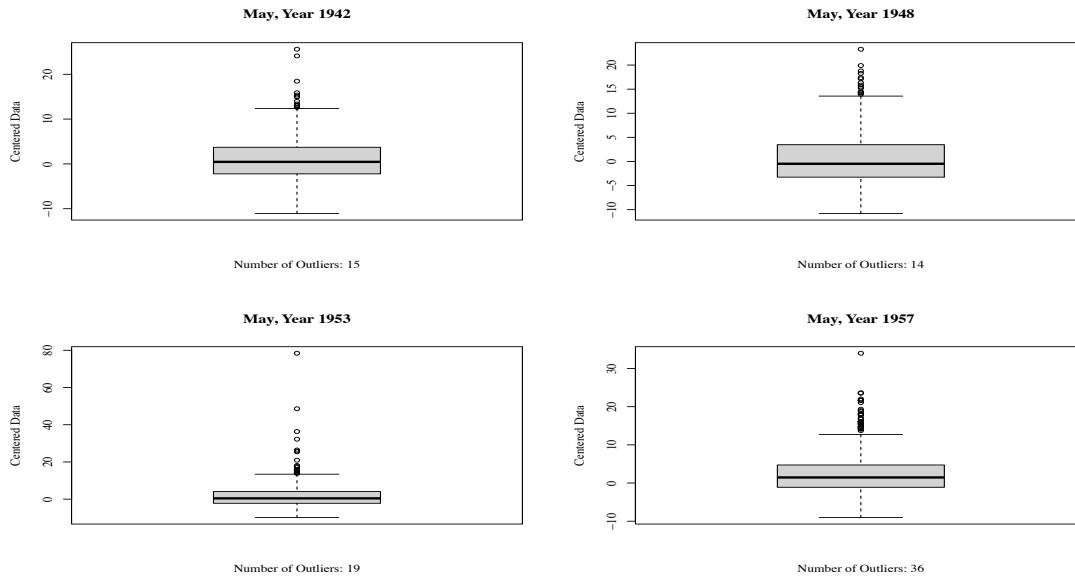 May, Year 1942
Centered Data
20
10
0
−10
Number of Outliers: 15
May, Year 1948
Centered Data
20
15
10
5
0
−5
−10
Number of Outliers: 14
May, Year 1953
Centered Data
80
60
40
20
0
Number of Outliers: 19
May, Year 1957
Centered Data
30
20
10
0
−10
Number of Outliers: 36